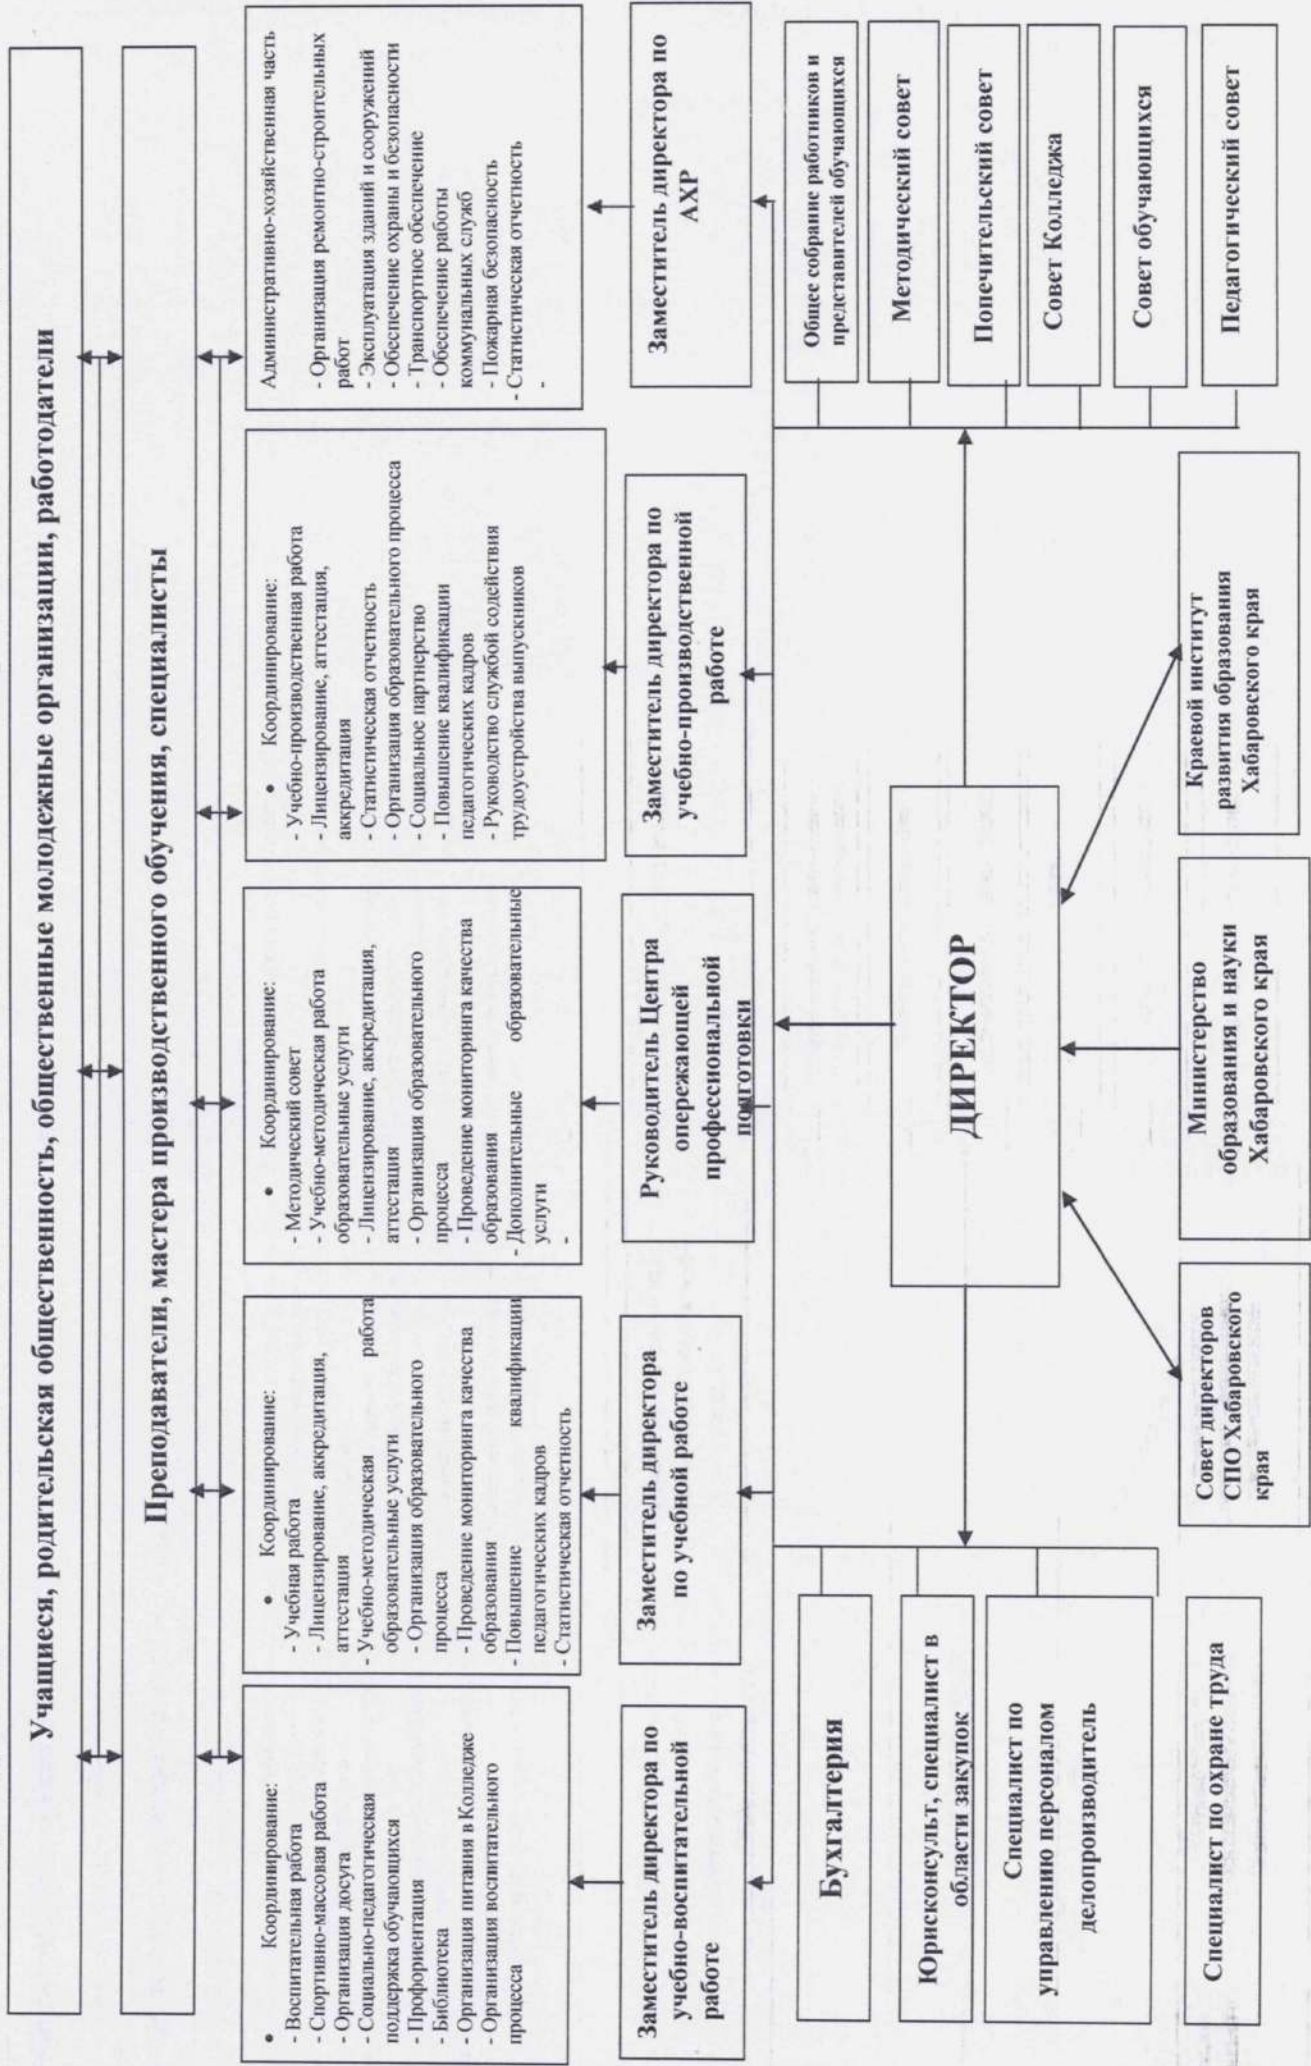 Учащиеся, родительская общественность, общественные молодежные организации, работодатели
Преподаватели, мастера производственного обучения, специалисты
• Координирование:
- Воспитательная работа
- Спортивно-массовая работа
- Организация досуга
- Социально-педагогическая
поддержка обучающихся
- Профориентация
- Библиотека
- Организация питания в Колледже
- Организация воспитательного
процесса
• Координирование:
- Учебная работа
- Лицензирование, аккредитация,
аттестация
- Учебно-методическая работа
образовательные услуги
- Организация образовательного
процесса
- Проведение мониторинга качества
образования
- Повышение квалификации
педагогических кадров
- Статистическая отчетность
• Координирование:
- Методический совет
- Учебно-методическая работа
образовательные услуги
- Лицензирование, аккредитация,
аттестация
- Организация образовательного
процесса
- Проведение мониторинга качества
образования
- Дополнительные образовательные
услуги
-
• Координирование:
- Учебно-производственная работа
- Лицензирование, аттестация,
аккредитация
- Статистическая отчетность
- Организация образовательного процесса
- Социальное партнерство
- Повышение квалификации
педагогических кадров
- Руководство службой содействия
трудоустройства выпускников
Административно-хозяйственная часть
- Организация ремонтно-строительных
работ
- Эксплуатация зданий и сооружений
- Обеспечение охраны и безопасности
- Транспортное обеспечение
- Обеспечение работы
коммунальных служб
- Пожарная безопасность
- Статистическая отчетность
-
Заместитель директора по
учебно-воспитательной
работе
Заместитель директора
по учебной работе
Руководитель Центра
опережающей
профессиональной
подготовки
Заместитель директора по
учебно-производственной
работе
Заместитель директора по
АХР
Бухгалтерия
Юрисконсульт, специалист в
области закупок
Специалист по
управлению персоналом
делопроизводитель
Специалист по охране труда
ДИРЕКТОР
Общее собрание работников и
представителей обучающихся
Методический совет
Попечительский совет
Совет Колледжа
Совет обучающихся
Педагогический совет
Совет директоров
СПО Хабаровского
края
Министерство
образования и науки
Хабаровского края
Краевой институт
развития образования
Хабаровского края